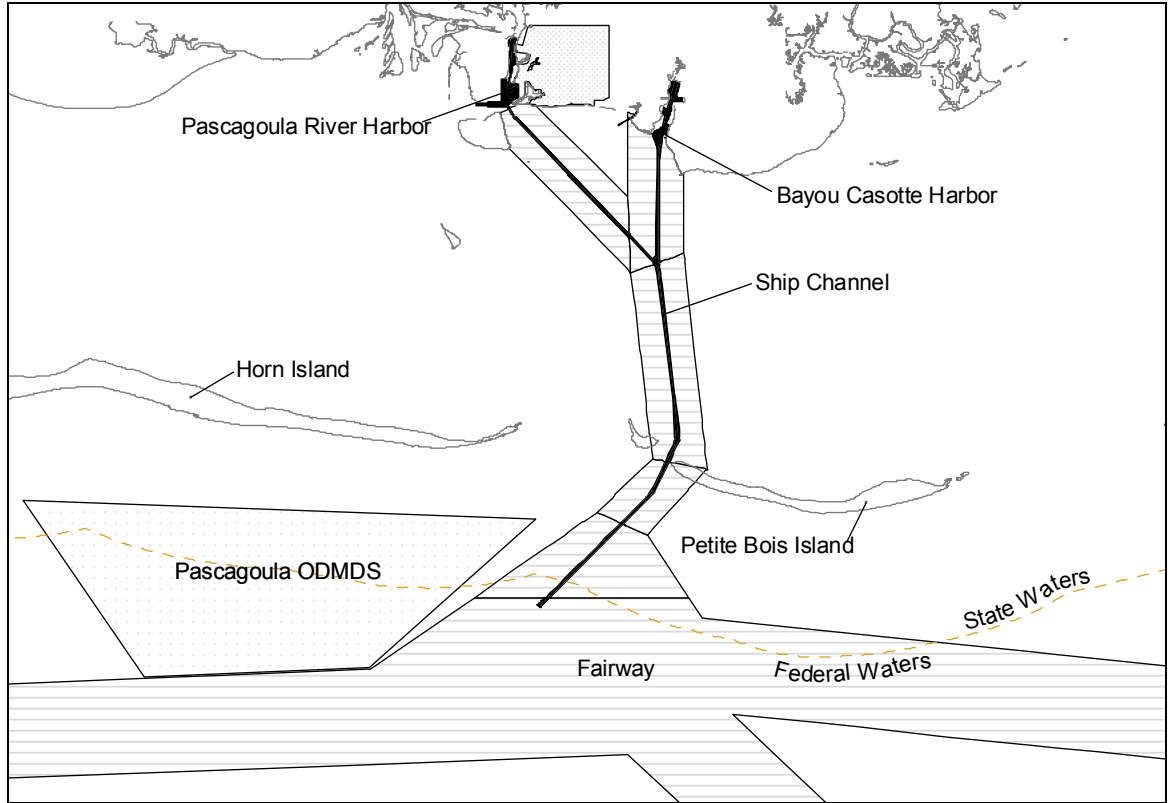 Pascagoula River Harbor
Bayou Casotte Harbor
Ship Channel
Horn Island
Petite Bois Island
Pascagoula ODMDS
State Waters
Federal Waters
Fairway